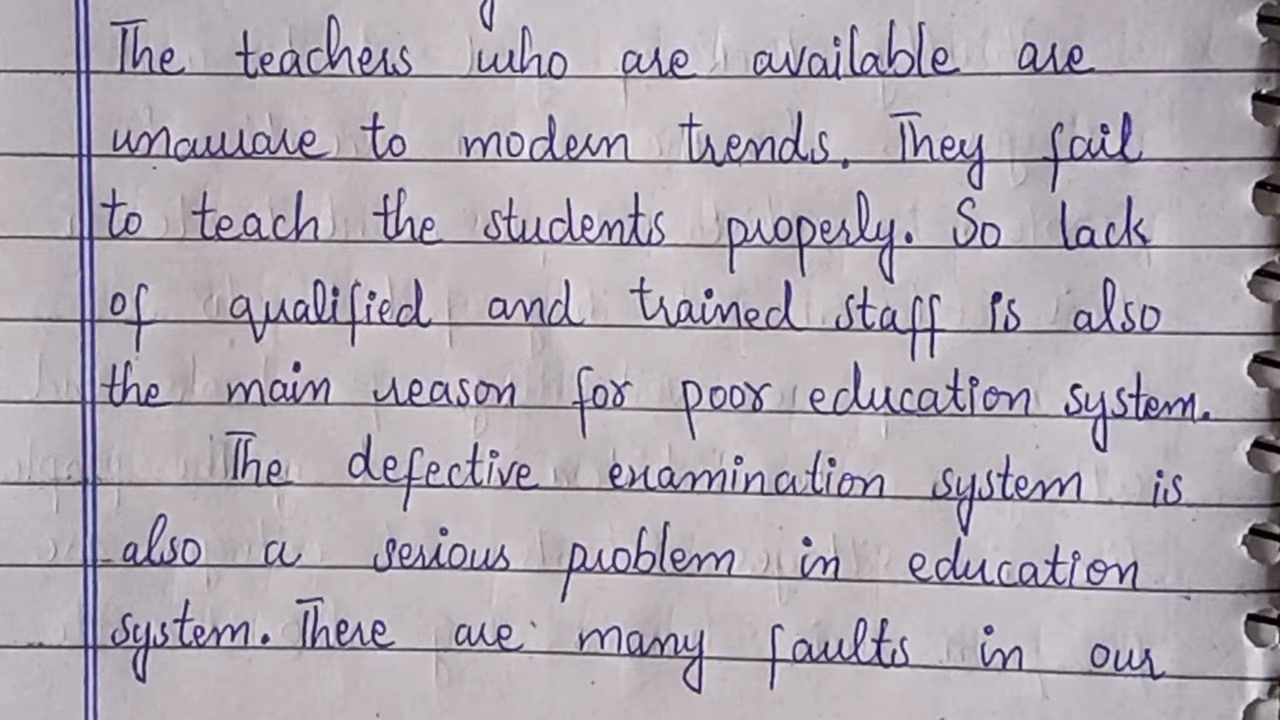 The teachers who are available are
unaware to modern trends. They fail
to teach the students properly. So lack
of qualified and trained staff is also
the main reason for poor education system.
The defective examination system is
also a serious problem in education
system. There are many faults in our